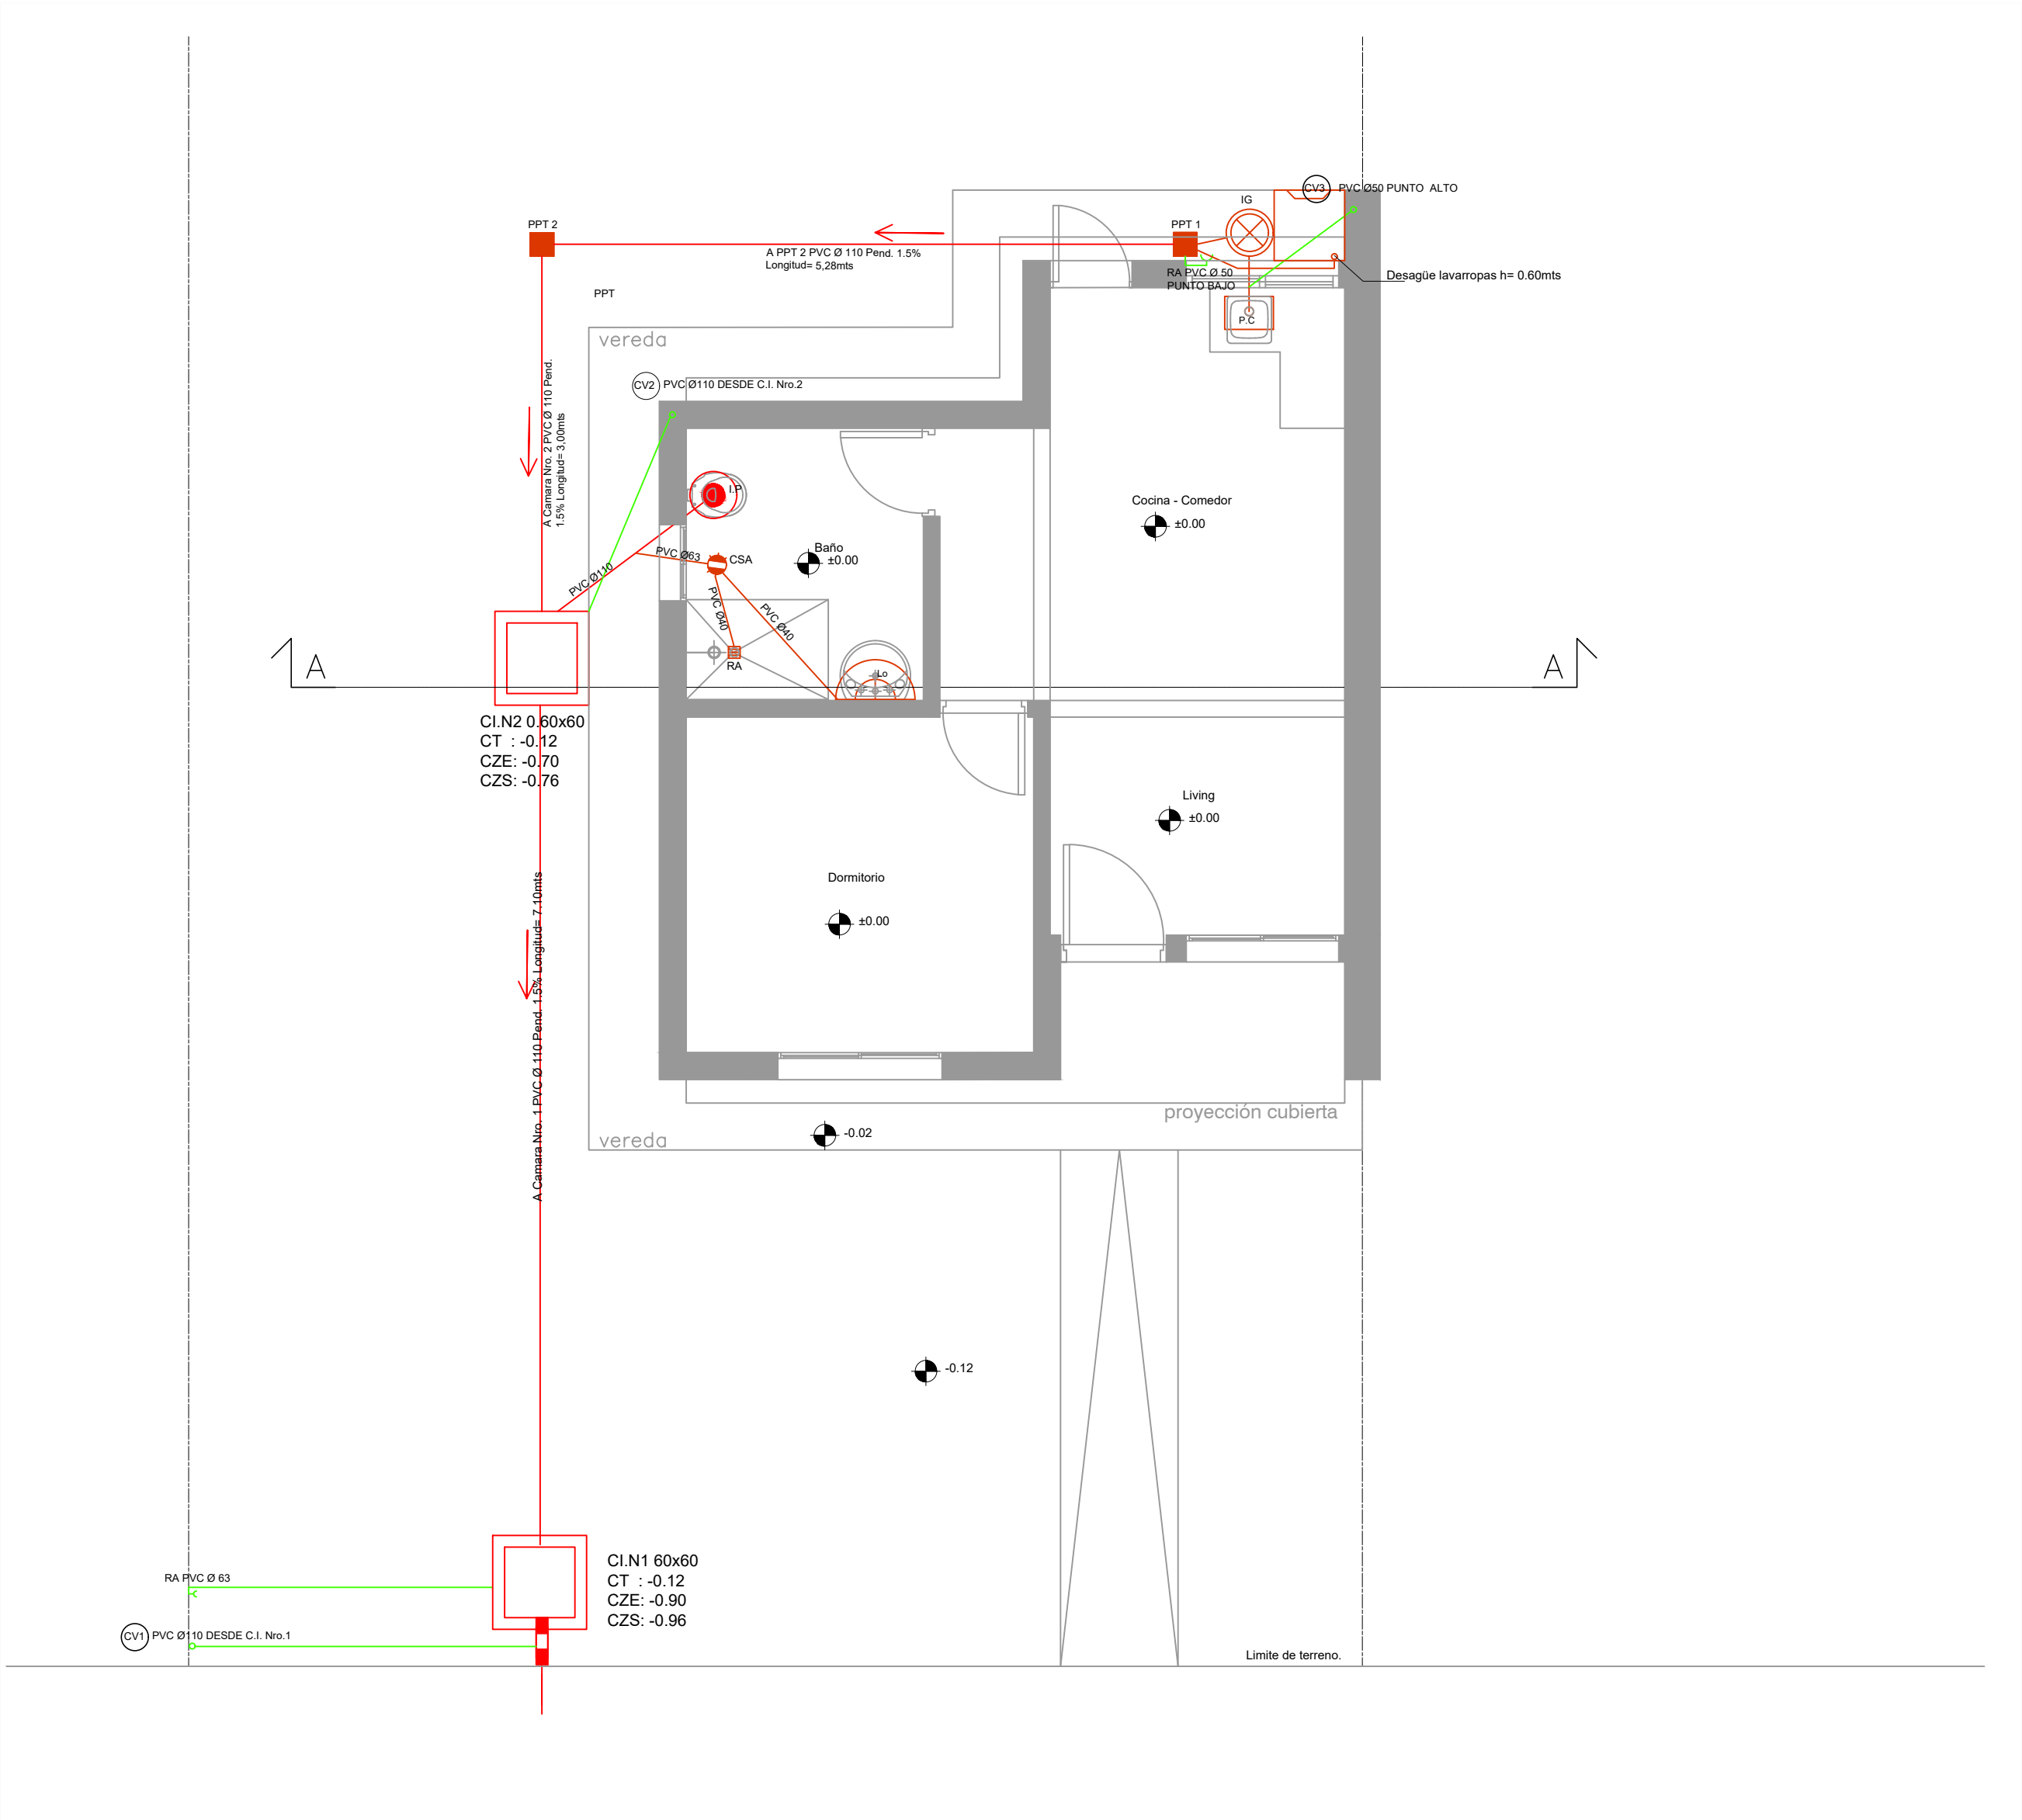 CV3 PVC Ø50 PUNTO  ALTO
IG
PPT 2
PPT 1
A PPT 2 PVC Ø 110 Pend. 1.5%
Longitud= 5,28mts
RA PVC Ø 50
PUNTO BAJO
Desagüe lavarropas h= 0.60mts
PPT
P.C
vereda
CV2 PVC Ø110 DESDE C.I. Nro.2
A Camara Nro. 2 PVC Ø 110 Pend.
1.5% Longitud= 3,00mts
I.P
Cocina - Comedor
±0.00
PVC Ø63
CSA
Baño
±0.00
PVC Ø110
PVC Ø40
PVC Ø40
RA
Lo
A
A
CI.N2 0.60x60
CT  : -0.12
CZE: -0.70
CZS: -0.76
Living
±0.00
Dormitorio
±0.00
A Camara Nro. 1 PVC Ø 110 Pend. 1.5% Longitud= 7.10mts
proyección cubierta
vereda
-0.02
-0.12
CI.N1 60x60
CT  : -0.12
CZE: -0.90
CZS: -0.96
RA PVC Ø 63
CV1 PVC Ø110 DESDE C.I. Nro.1
Limite de terreno.